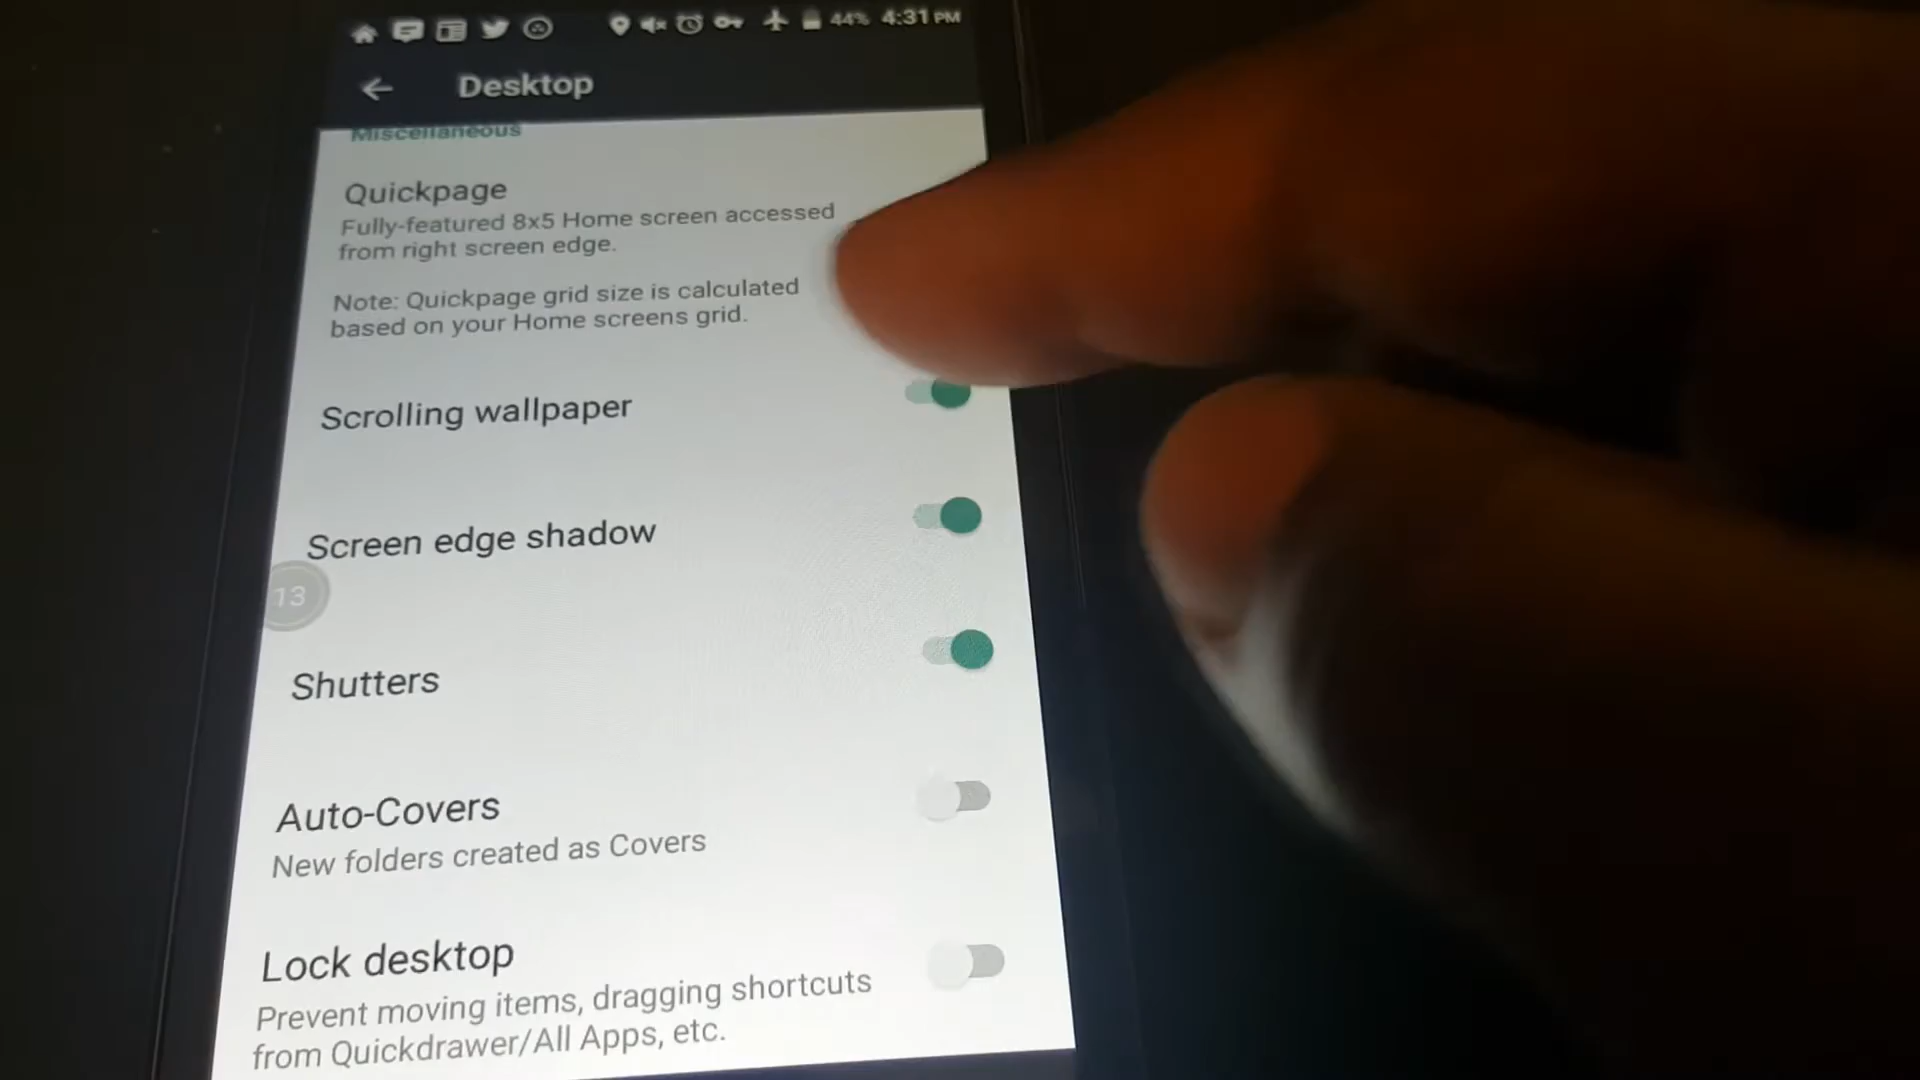 44% 4:31 PM
Desktop
Miscellaneous
Quickpage
Fully-featured 8x5 Home screen accessed
from right screen edge.
Note: Quickpage grid size is calculated
based on your Home screens grid.
Scrolling wallpaper
Screen edge shadow
13
Shutters
Auto-Covers
New folders created as Covers
Lock desktop
Prevent moving items, dragging shortcuts
from Quickdrawer/All Apps, etc.